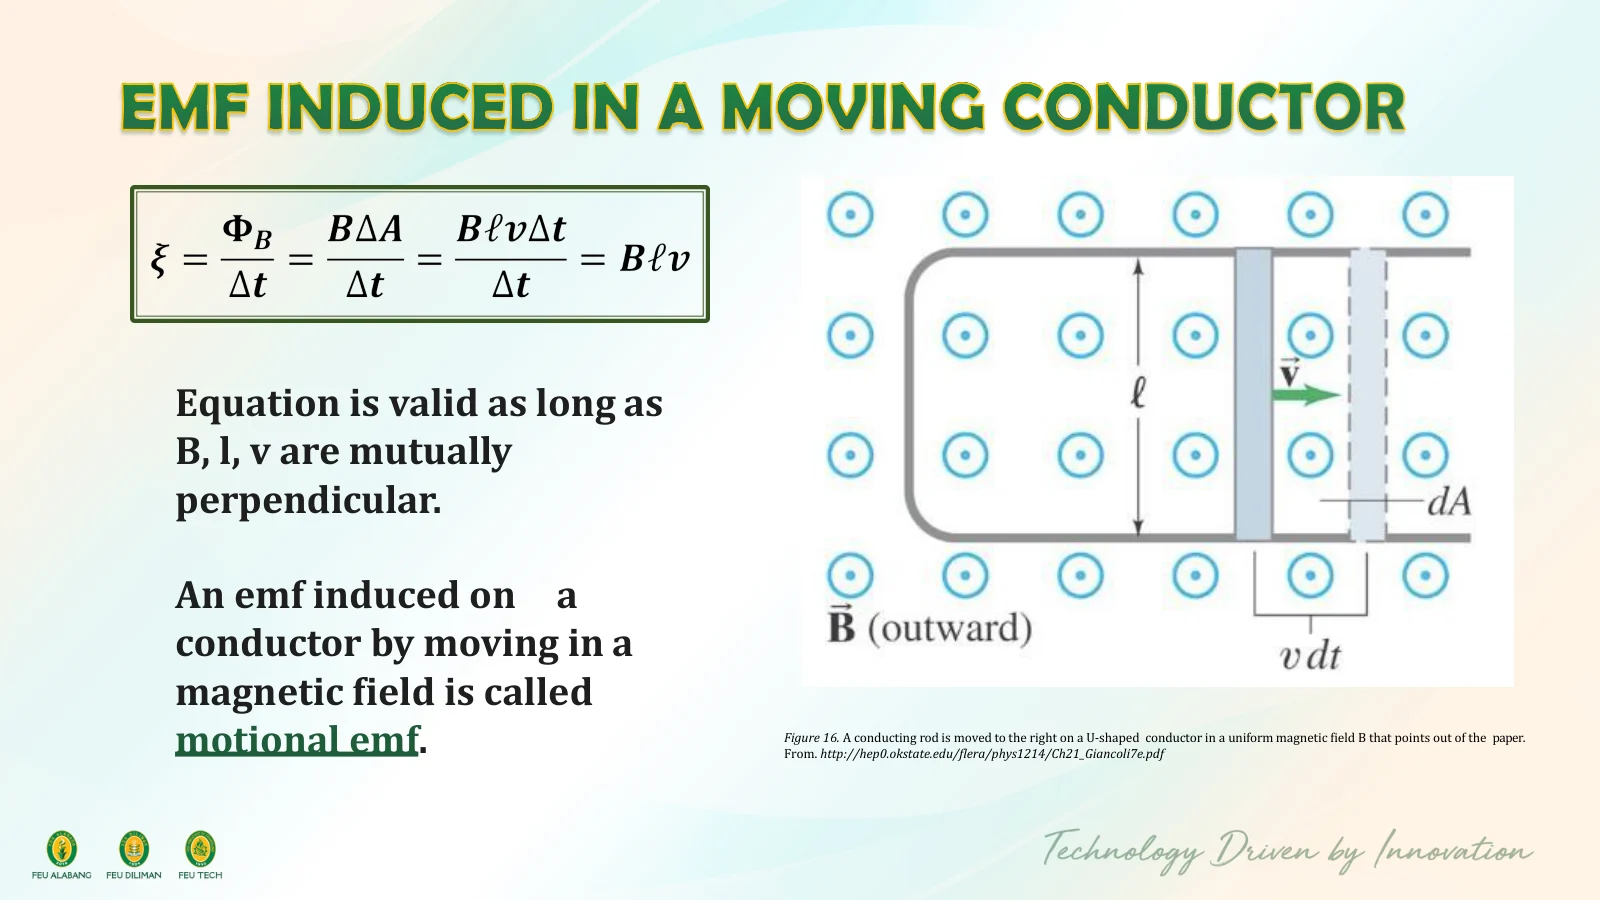 EMF INDUCED IN A MOVING CONDUCTOR
ξ = Φ_B/Δt = BΔA/Δt = BℓvΔt/Δt = Bℓv
Equation is valid as long as
B, l, v are mutually
perpendicular.
An emf induced on a
conductor by moving in a
magnetic field is called
motional emf.
ℓ
v⃗
dA
B⃗ (outward)
v dt
Figure 16. A conducting rod is moved to the right on a U-shaped conductor in a uniform magnetic field B that points out of the paper.
From. http://hep0.okstate.edu/flera/phys1214/Ch21_Giancoli7e.pdf
FEU ALABANG FEU DILIMAN FEU TECH
Technology Driven by Innovation